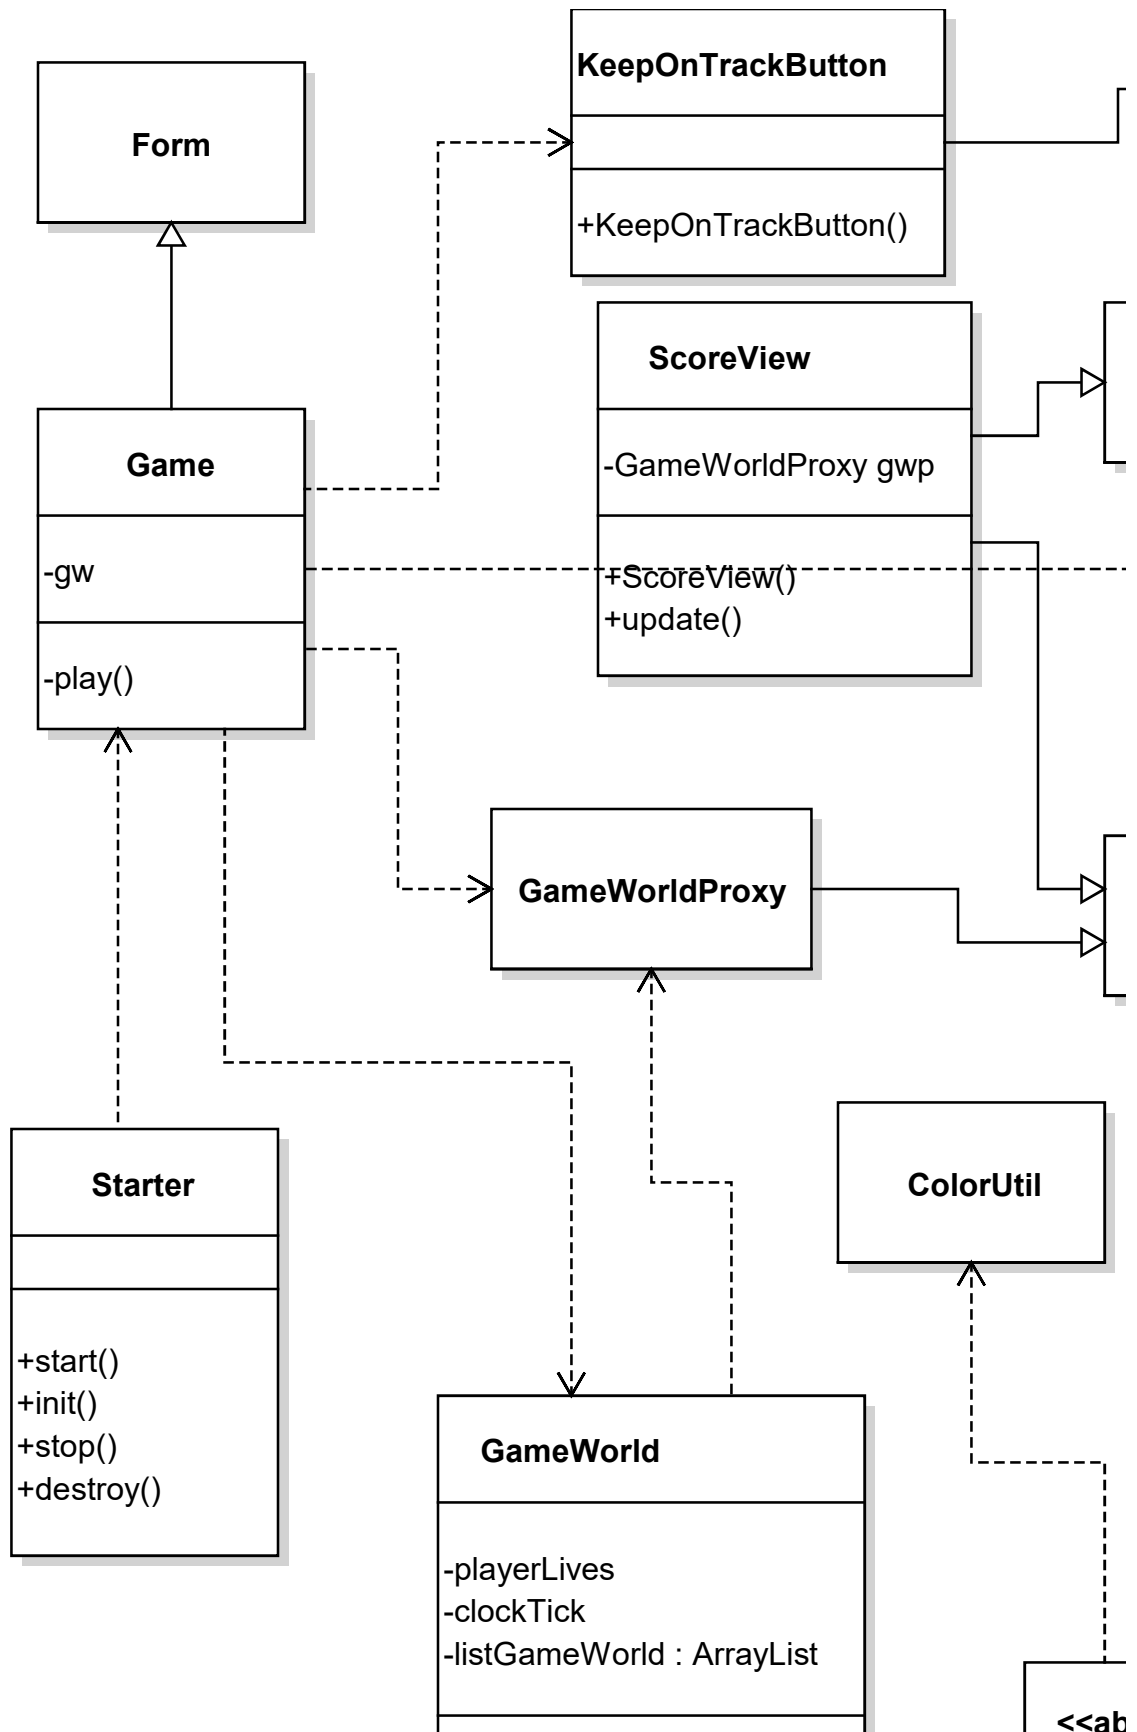 KeepOnTrackButton
+KeepOnTrackButton()
Form
ScoreView
-GameWorldProxy gwp
+ScoreView()
+update()
Game
-gw
-play()
GameWorldProxy
Starter
+start()
+init()
+stop()
+destroy()
ColorUtil
GameWorld
-playerLives
-clockTick
-listGameWorld : ArrayList
<<ab